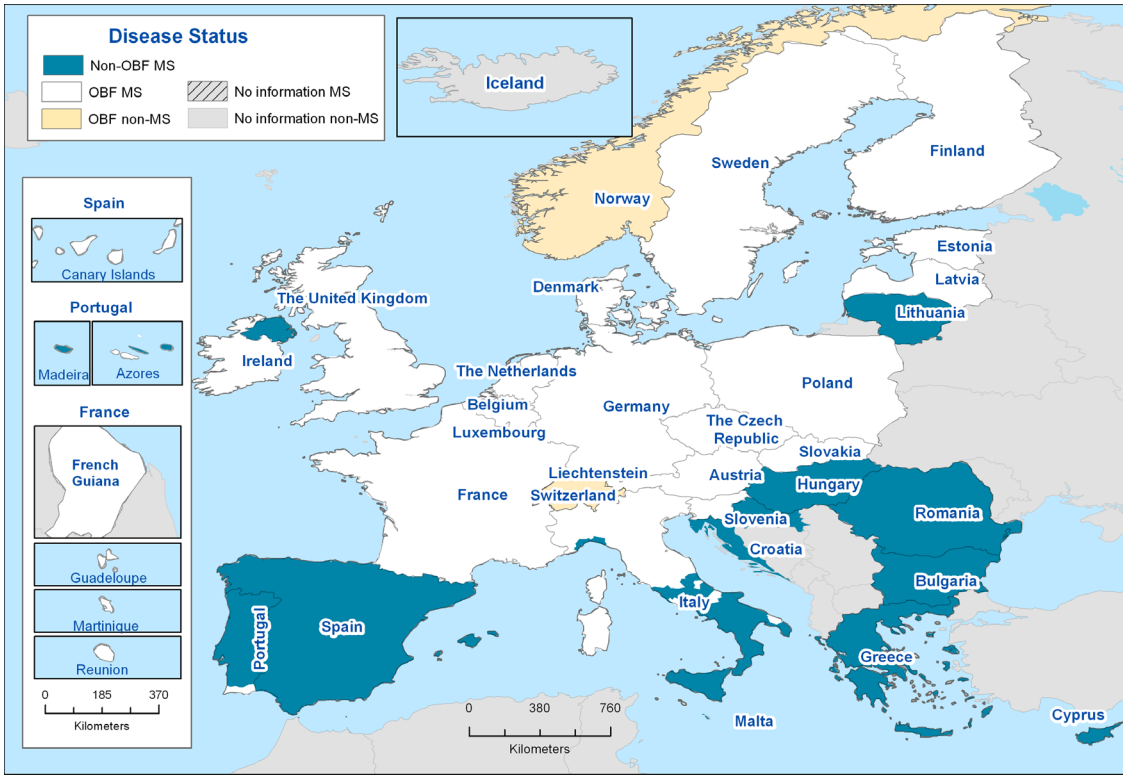 Disease Status
Non-OBF MS
OBF MS
No information MS
OBF non-MS
No information non-MS
Iceland
Spain
Canary Islands
Portugal
Madeira
Azores
France
French
Guiana
Guadeloupe
Martinique
Reunion
0 185 370
Kilometers
Norway
Sweden
Finland
Estonia
Latvia
Lithuania
Denmark
The United Kingdom
Ireland
The Netherlands
Belgium
Luxembourg
Germany
Poland
The Czech
Republic
Slovakia
Liechtenstein
Austria
Hungary
France
Switzerland
Slovenia
Romania
Croatia
Bulgaria
Italy
Portugal
Spain
Greece
Malta
Cyprus
0 380 760
Kilometers